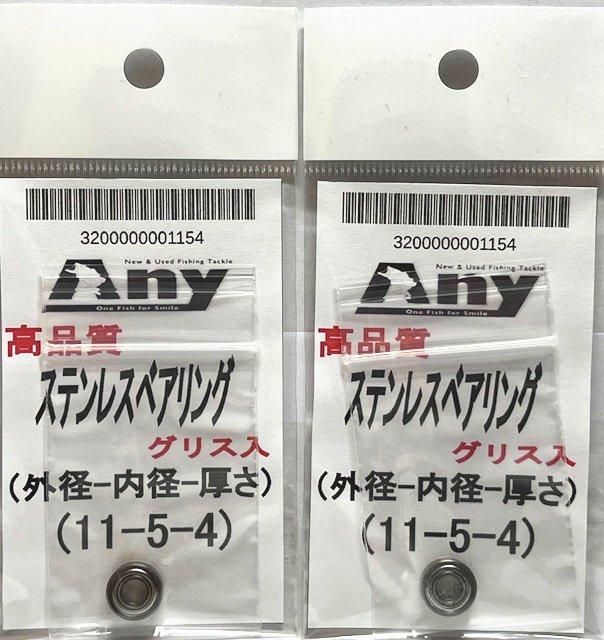 3200000001154
New & Used Fishing Tackle
Any
One Fish for Smile
高品質
ステンレスベアリング
グリス入
(外径-内径-厚さ)
(11-5-4)
3200000001154
New & Used Fishing Tackle
Any
One Fish for Smile
高品質
ステンレスベアリング
グリス入
(外径-内径-厚さ)
(11-5-4)